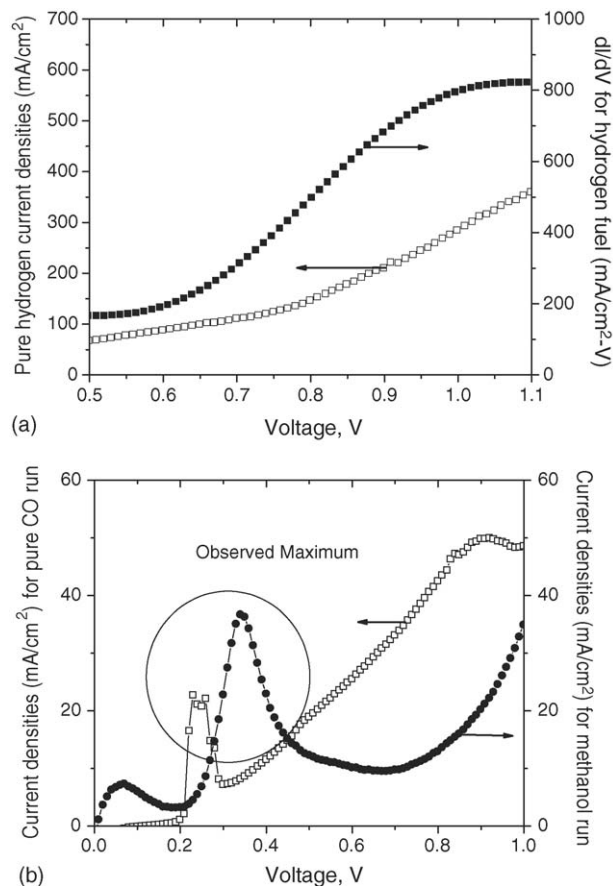 Pure hydrogen current densities (mA/cm²)
700
600
500
400
300
200
100
0
1000
800
600
400
200
0
dI/dV for hydrogen
fuel (mA/cm²-V)
0.5 0.6 0.7 0.8 0.9 1.0 1.1
Voltage, V
(a)
Current densities (mA/cm²) for pure CO run
60
40
20
0
Observed Maximum
60
40
20
0
Current densities
(mA/cm²) for methanol run
0.0 0.2 0.4 0.6 0.8 1.0
Voltage, V
(b)